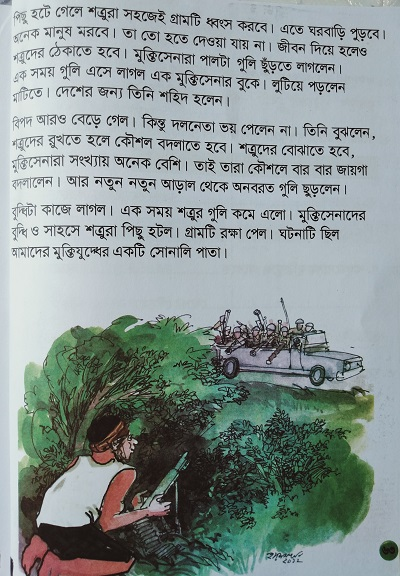 পিছু হটে গেলে শত্রুরা সহজেই গ্রামটি ধ্বংস করবে। এতে ঘরবাড়ি পুড়বে।
অনেক মানুষ মরবে। তা তো হতে দেওয়া যায় না। জীবন দিয়ে হলেও
শত্রুদের ঠেকাতে হবে। মুক্তিসেনারা পালটা গুলি ছুঁড়তে লাগলেন।
এক সময় গুলি এসে লাগল এক মুক্তিসেনার বুকে। লুটিয়ে পড়লেন
মাটিতে। দেশের জন্য তিনি শহিদ হলেন।
বিপদ আরও বেড়ে গেল। কিন্তু দলনেতা ভয় পেলেন না। তিনি বুঝলেন,
শত্রুদের রুখতে হলে কৌশল বদলাতে হবে। শত্রুদের বোঝাতে হবে,
মুক্তিসেনারা সংখ্যায় অনেক বেশি। তাই তারা কৌশলে বার বার জায়গা
বদলালেন। আর নতুন নতুন আড়াল থেকে অনবরত গুলি ছুড়লেন।
বুদ্ধিটা কাজে লাগল। এক সময় শত্রুর গুলি কমে এলো। মুক্তিসেনাদের
বুদ্ধি ও সাহসে শত্রুরা পিছু হটল। গ্রামটি রক্ষা পেল। ঘটনাটি ছিল
আমাদের মুক্তিযুদ্ধের একটি সোনালি পাতা।